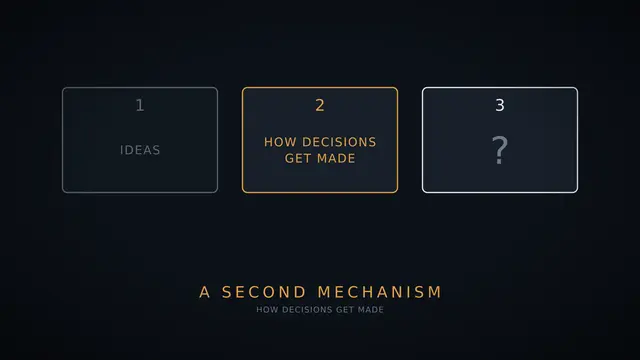 1
IDEAS
2
HOW DECISIONS
GET MADE
3
?
A SECOND MECHANISM
HOW DECISIONS GET MADE